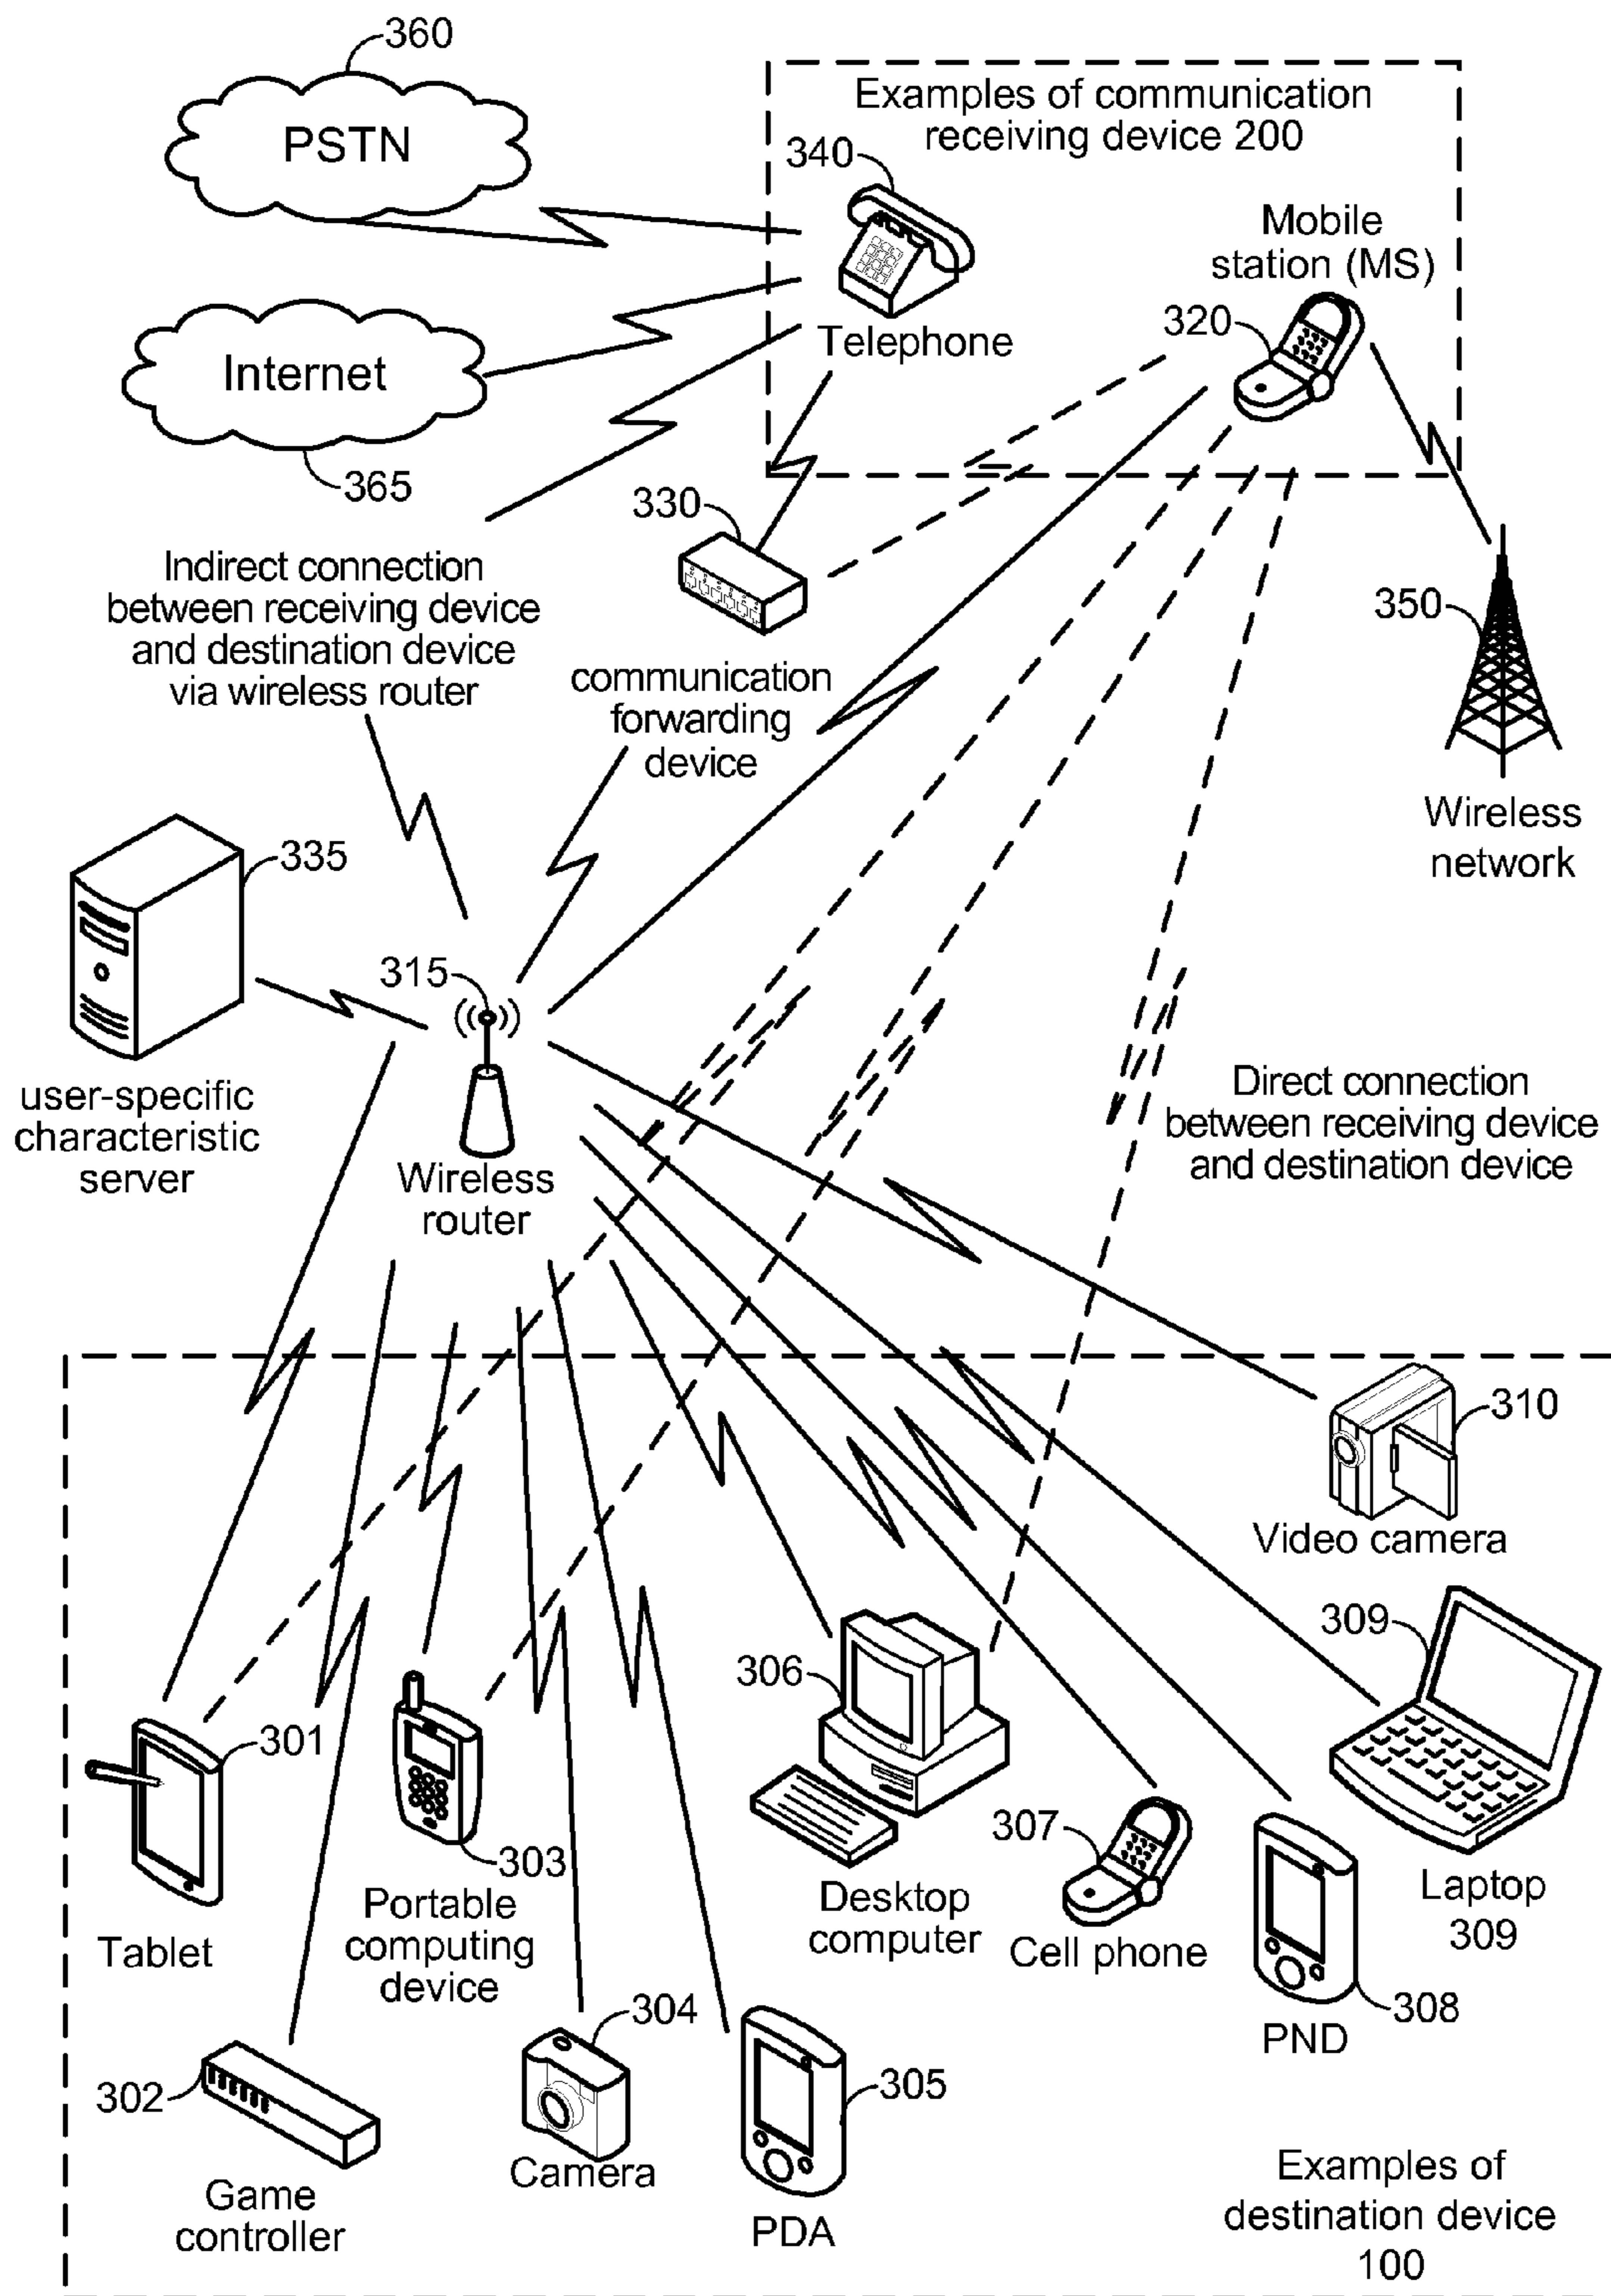 360
PSTN
Examples of communication
receiving device 200
340
Telephone
Mobile
station (MS)
320
Internet
365
330
communication
forwarding
device
350
Wireless
network
Indirect connection
between receiving device
and destination device
via wireless router
335
user-specific
characteristic
server
315
Wireless
router
Direct connection
between receiving device
and destination device
310
Video camera
309
Laptop
309
306
Desktop
computer
307
Cell phone
308
PND
301
Tablet
303
Portable
computing
device
302
Game
controller
304
Camera
305
PDA
Examples of
destination device
100